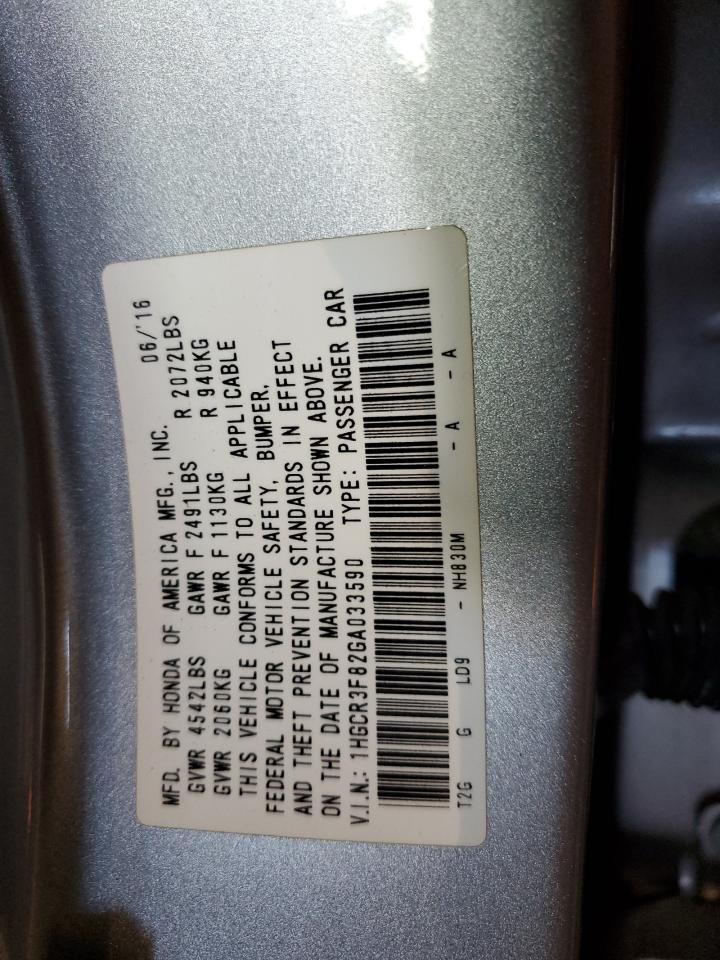 MFD. BY HONDA OF AMERICA MFG., INC. 06/'16
GVWR 4542LBS GAWR F 2491LBS R 2072LBS
GVWR 2060KG GAWR F 1130KG R 940KG
THIS VEHICLE CONFORMS TO ALL APPLICABLE
FEDERAL MOTOR VEHICLE SAFETY, BUMPER,
AND THEFT PREVENTION STANDARDS IN EFFECT
ON THE DATE OF MANUFACTURE SHOWN ABOVE.
V.I.N.: 1HGCR3F82GA033590 TYPE: PASSENGER CAR
T2G G LD9 - NH830M - A - A